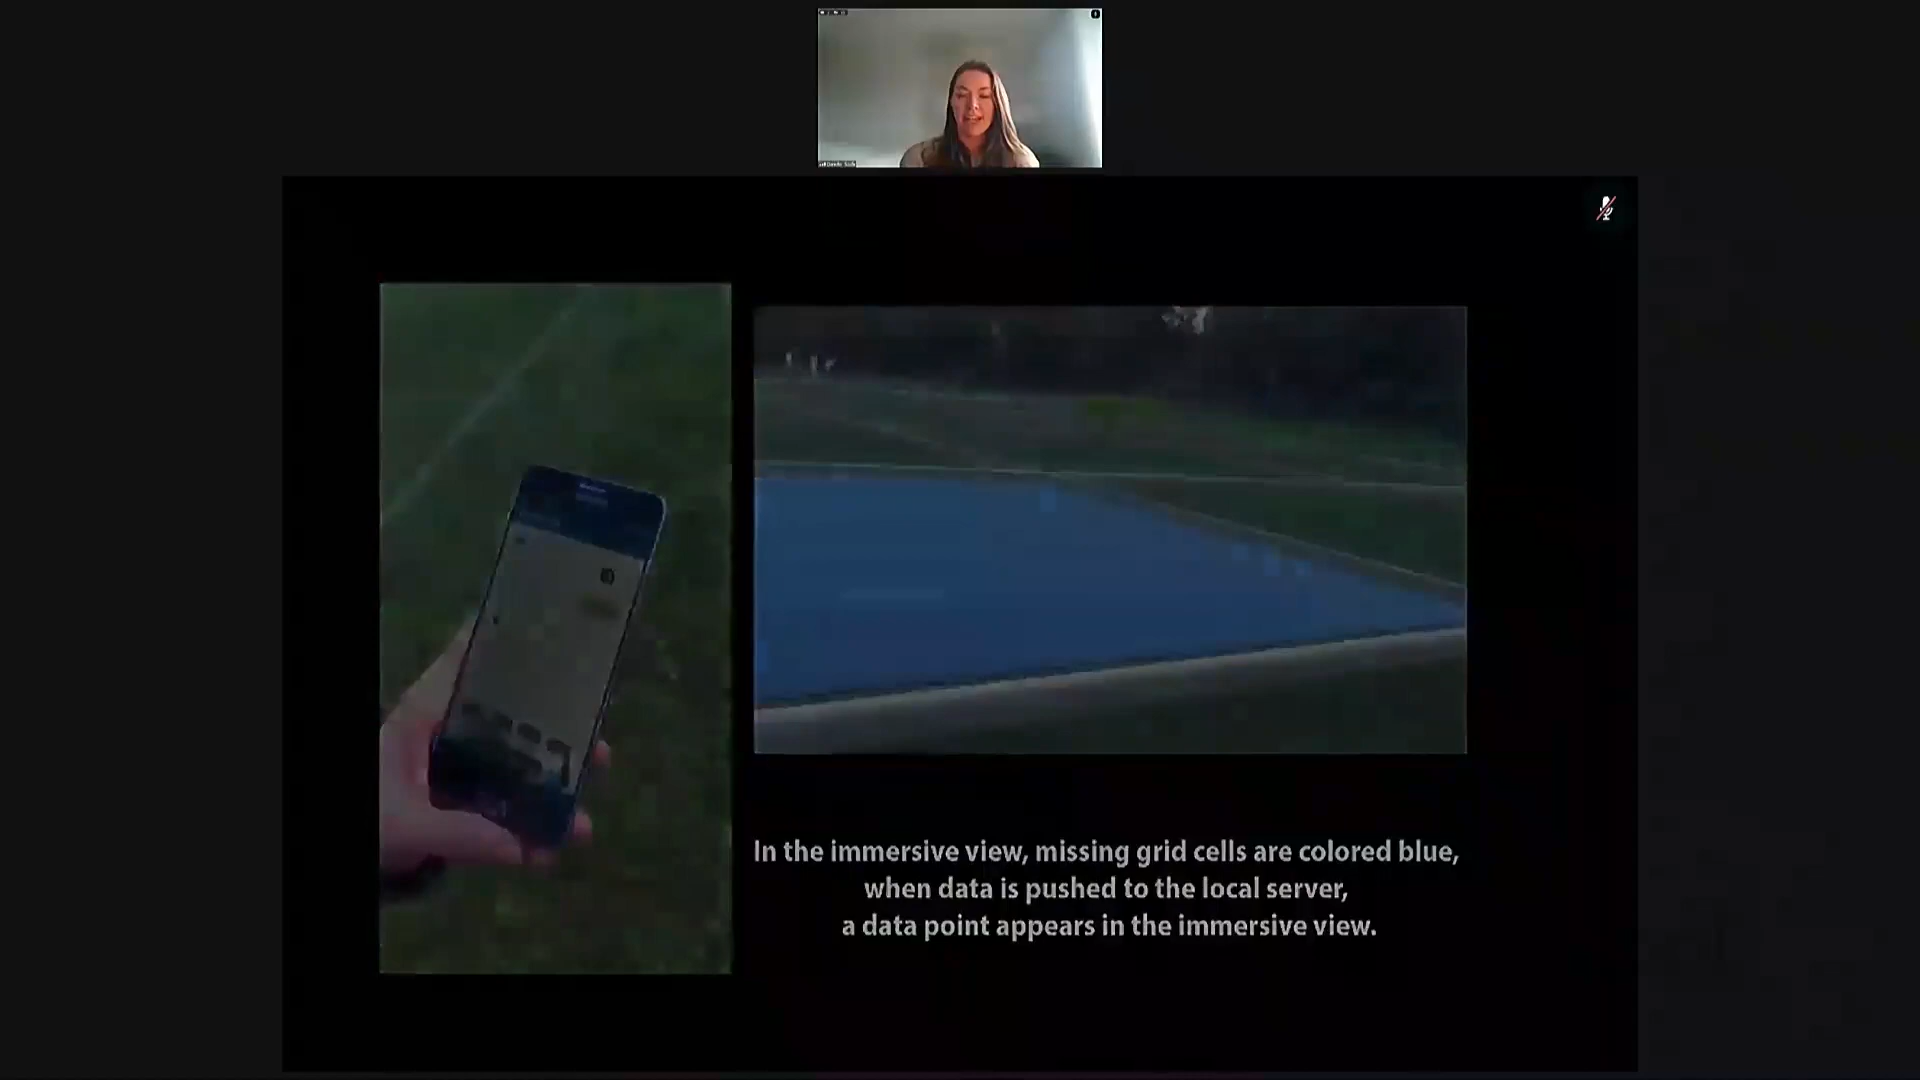 In the immersive view, missing grid cells are colored blue,
when data is pushed to the local server,
a data point appears in the immersive view.